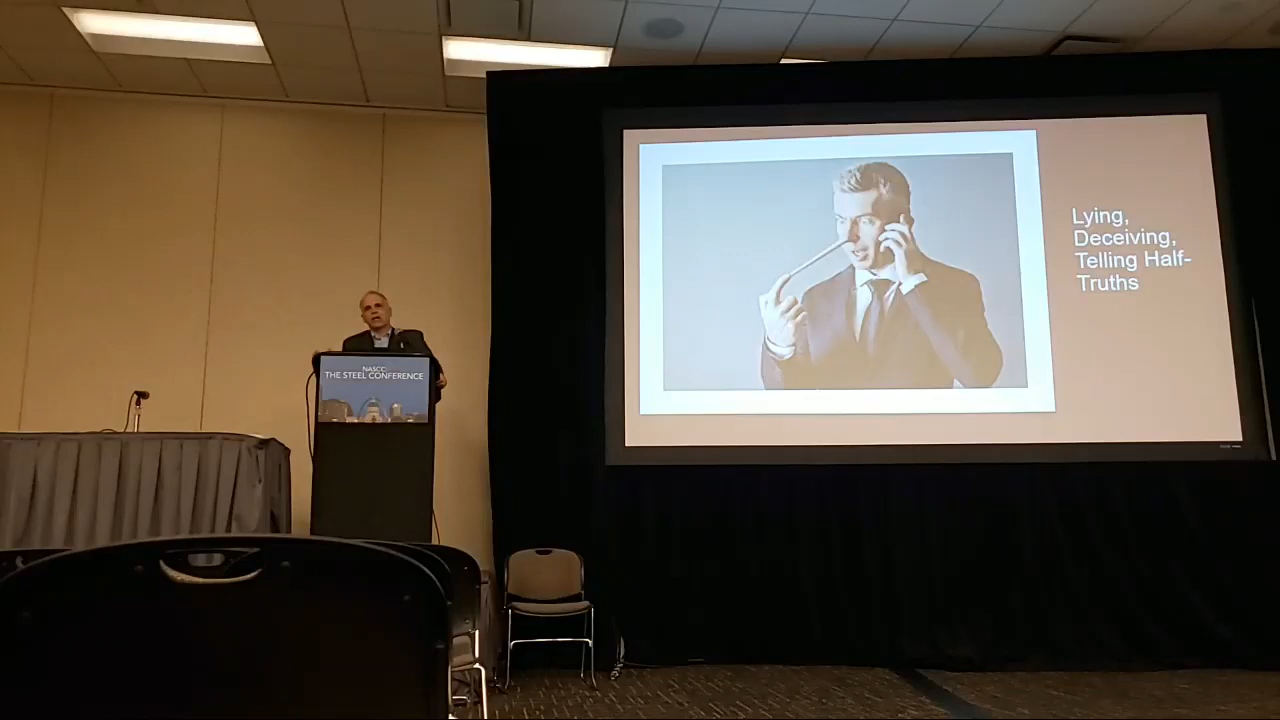 NASCC:
THE STEEL CONFERENCE
Lying,
Deceiving,
Telling Half-
Truths